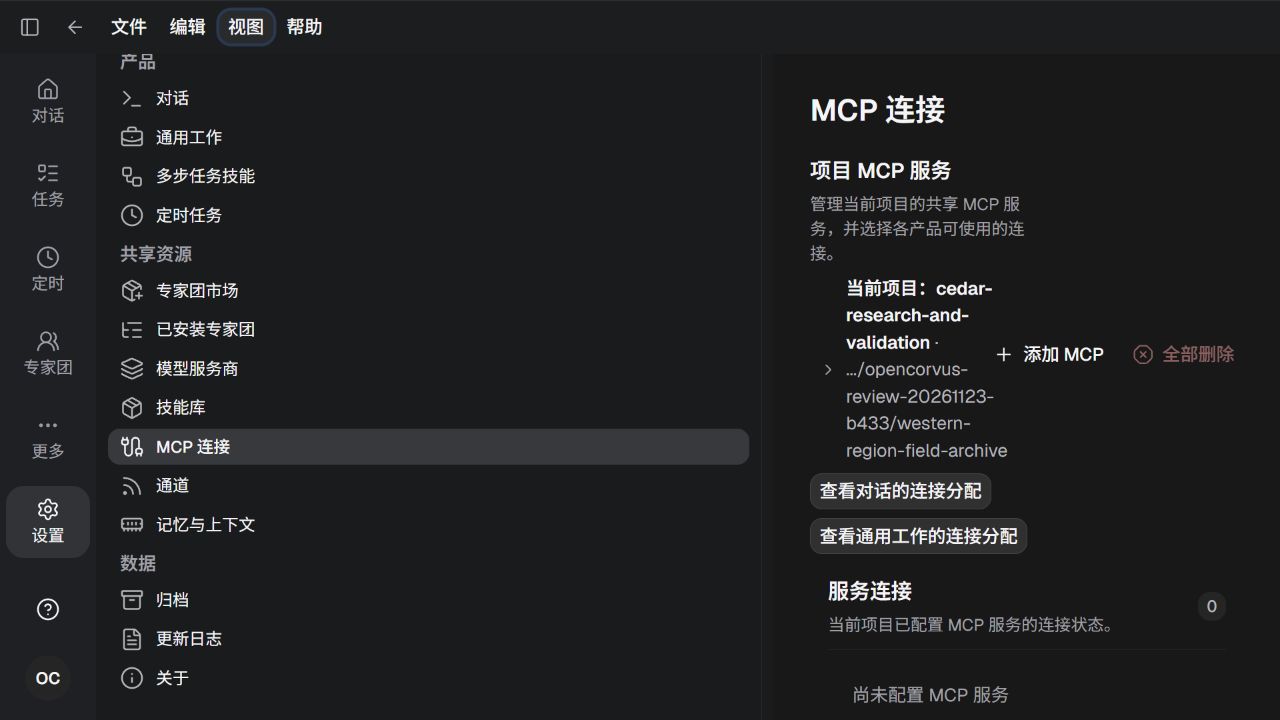 文件 编辑 视图 帮助
对话
任务
定时
专家团
更多
设置
OC
产品
对话
通用工作
多步任务技能
定时任务
共享资源
专家团市场
已安装专家团
模型服务商
技能库
MCP 连接
通道
记忆与上下文
数据
归档
更新日志
关于
MCP 连接
项目 MCP 服务
管理当前项目的共享 MCP 服
务，并选择各产品可使用的连
接。
当前项目：cedar-
research-and-
validation ·
…/opencorvus-
review-20261123-
b433/western-
region-field-archive
添加 MCP
全部删除
查看对话的连接分配
查看通用工作的连接分配
服务连接
当前项目已配置 MCP 服务的连接状态。
0
尚未配置 MCP 服务